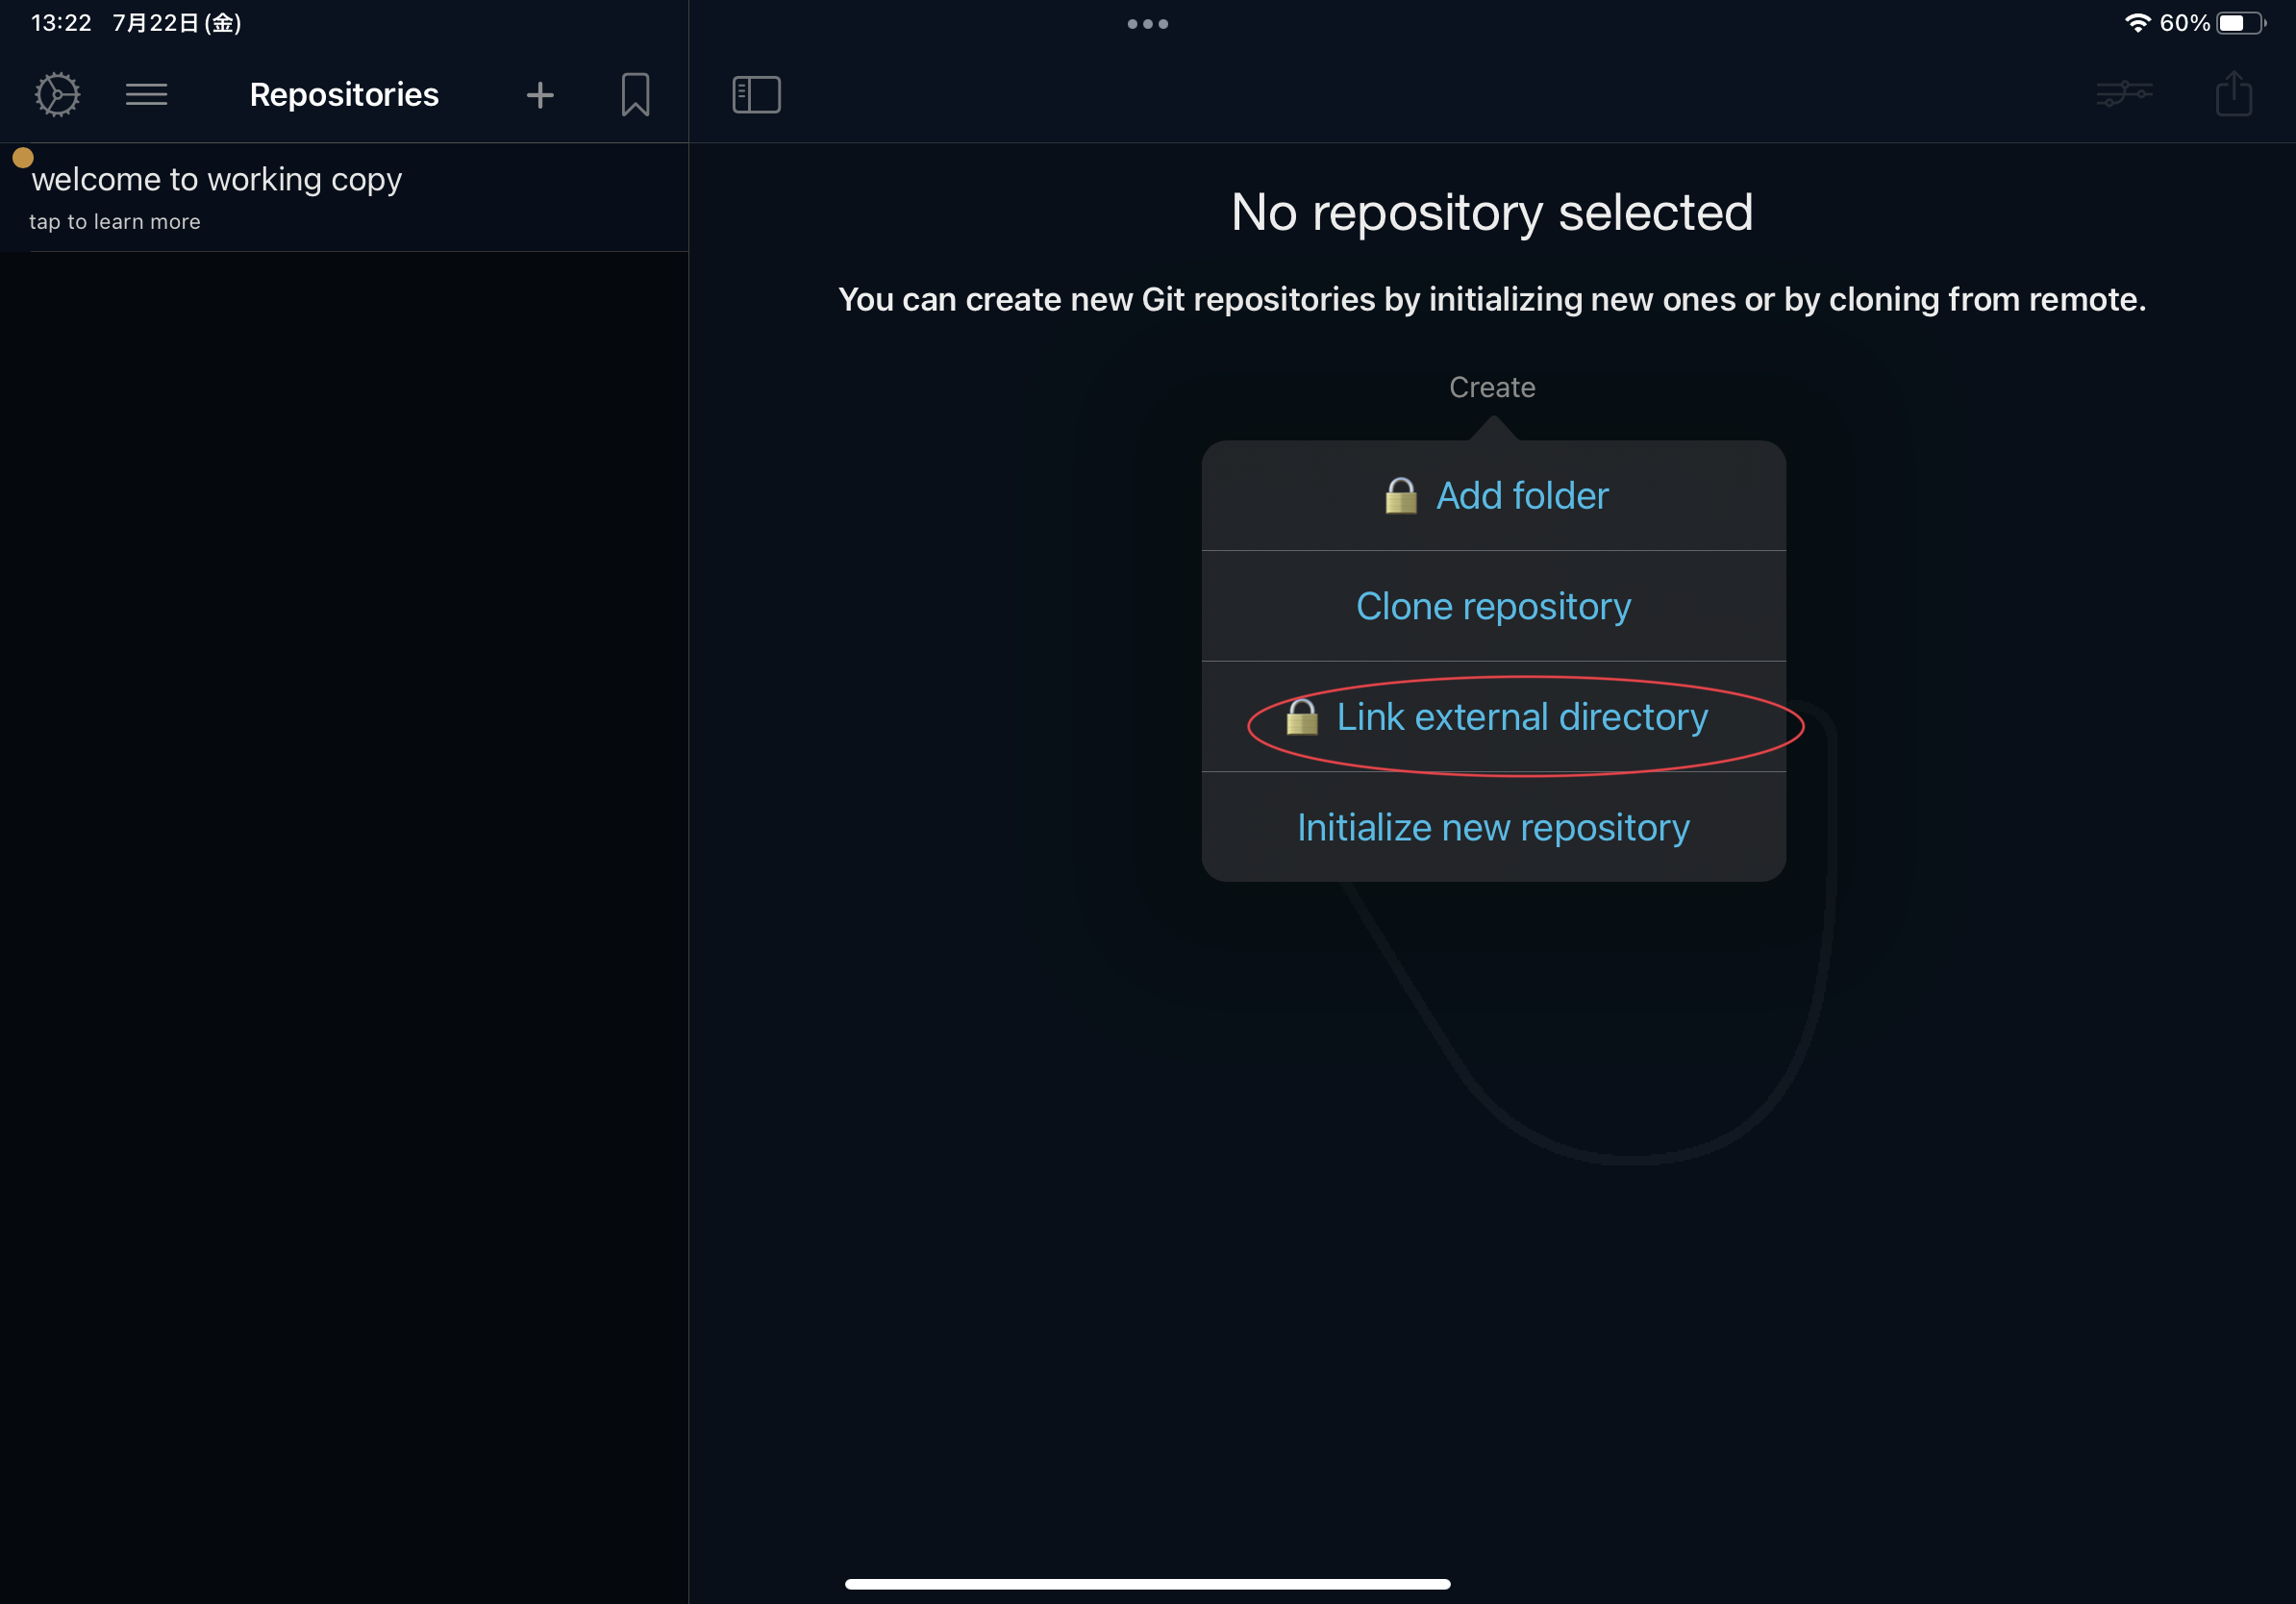 13:22 7月22日(金)
60%
Repositories
welcome to working copy
tap to learn more
No repository selected
You can create new Git repositories by initializing new ones or by cloning from remote.
Create
🔒 Add folder
Clone repository
🔒 Link external directory
Initialize new repository